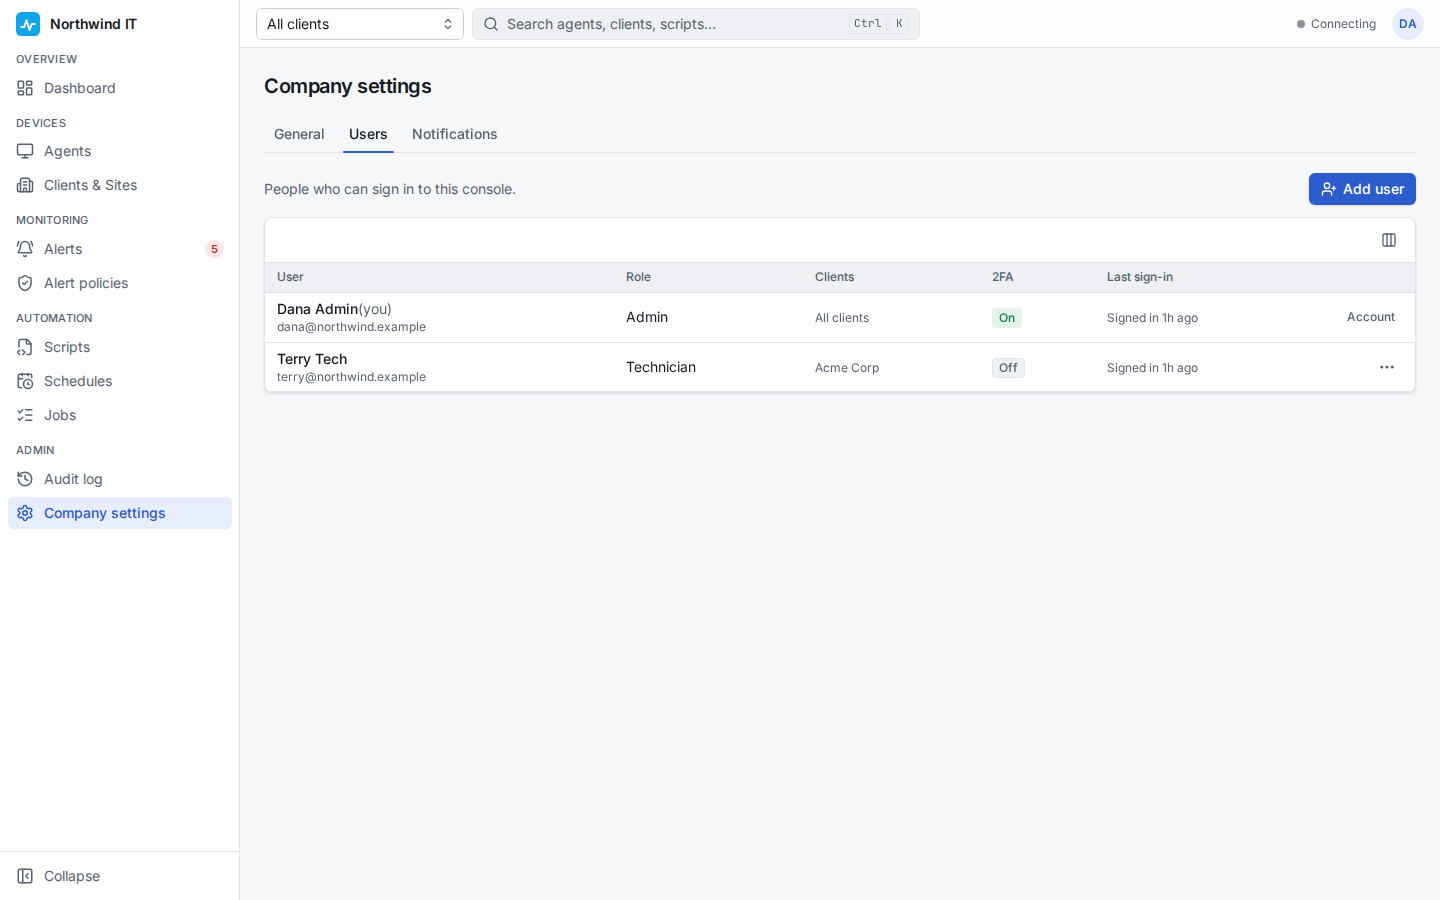 Northwind IT
All clients
Search agents, clients, scripts...
Ctrl K
Connecting
DA
OVERVIEW
Dashboard
DEVICES
Agents
Clients & Sites
MONITORING
Alerts
5
Alert policies
AUTOMATION
Scripts
Schedules
Jobs
ADMIN
Audit log
Company settings
Collapse
Company settings
General
Users
Notifications
People who can sign in to this console.
Add user
User Role Clients 2FA Last sign-in
Dana Admin(you)
dana@northwind.example
Admin
All clients
On
Signed in 1h ago
Account
Terry Tech
terry@northwind.example
Technician
Acme Corp
Off
Signed in 1h ago